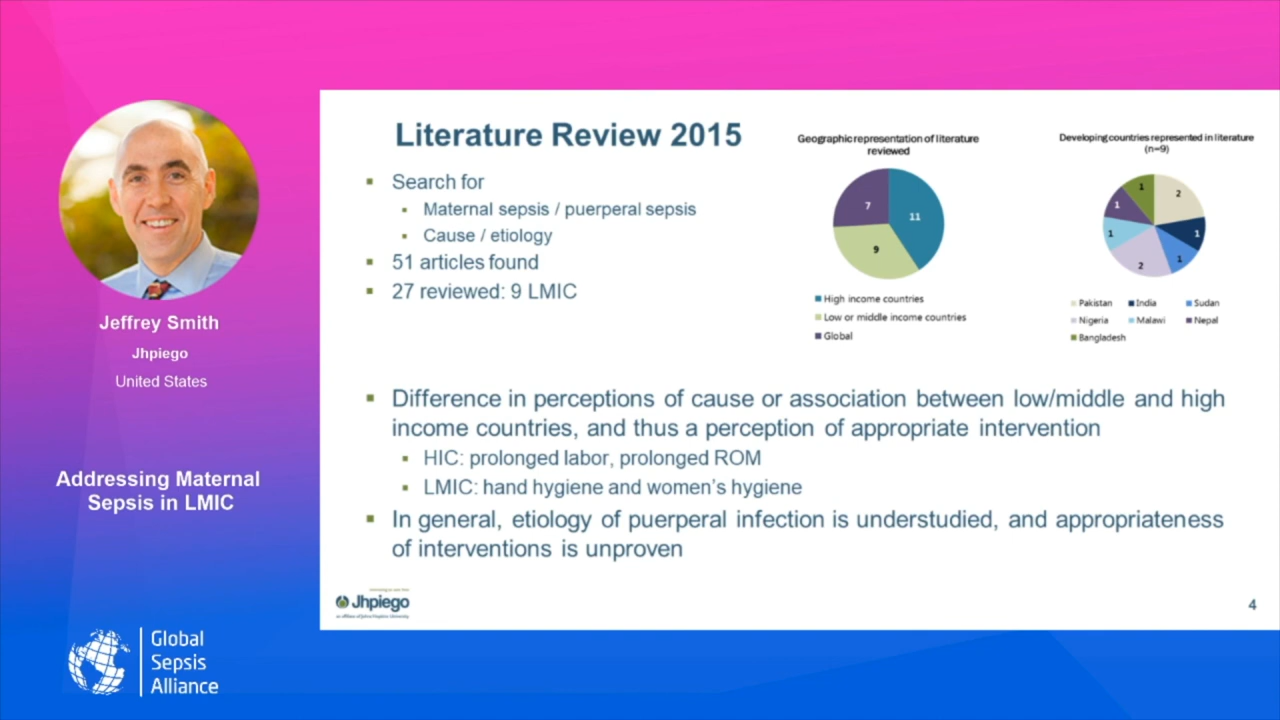 Jeffrey Smith
Jhpiego
United States
Addressing Maternal
Sepsis in LMIC
Global
Sepsis
Alliance
Literature Review 2015
Search for
Maternal sepsis / puerperal sepsis
Cause / etiology
51 articles found
27 reviewed: 9 LMIC
Geographic representation of literature
reviewed
7
11
9
High income countries
Low or middle income countries
Global
Developing countries represented in literature
(n=9)
1
2
1
1
1
2
1
Pakistan India Sudan
Nigeria Malawi Nepal
Bangladesh
Difference in perceptions of cause or association between low/middle and high
income countries, and thus a perception of appropriate intervention
HIC: prolonged labor, prolonged ROM
LMIC: hand hygiene and women's hygiene
In general, etiology of puerperal infection is understudied, and appropriateness
of interventions is unproven
Jhpiego
an affiliate of Johns Hopkins University
4